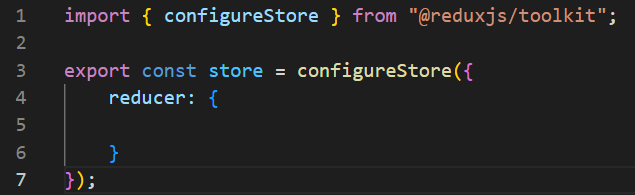 1 import { configureStore } from "@reduxjs/toolkit";
2
3 export const store = configureStore({
4     reducer: {
5
6     }
7 });